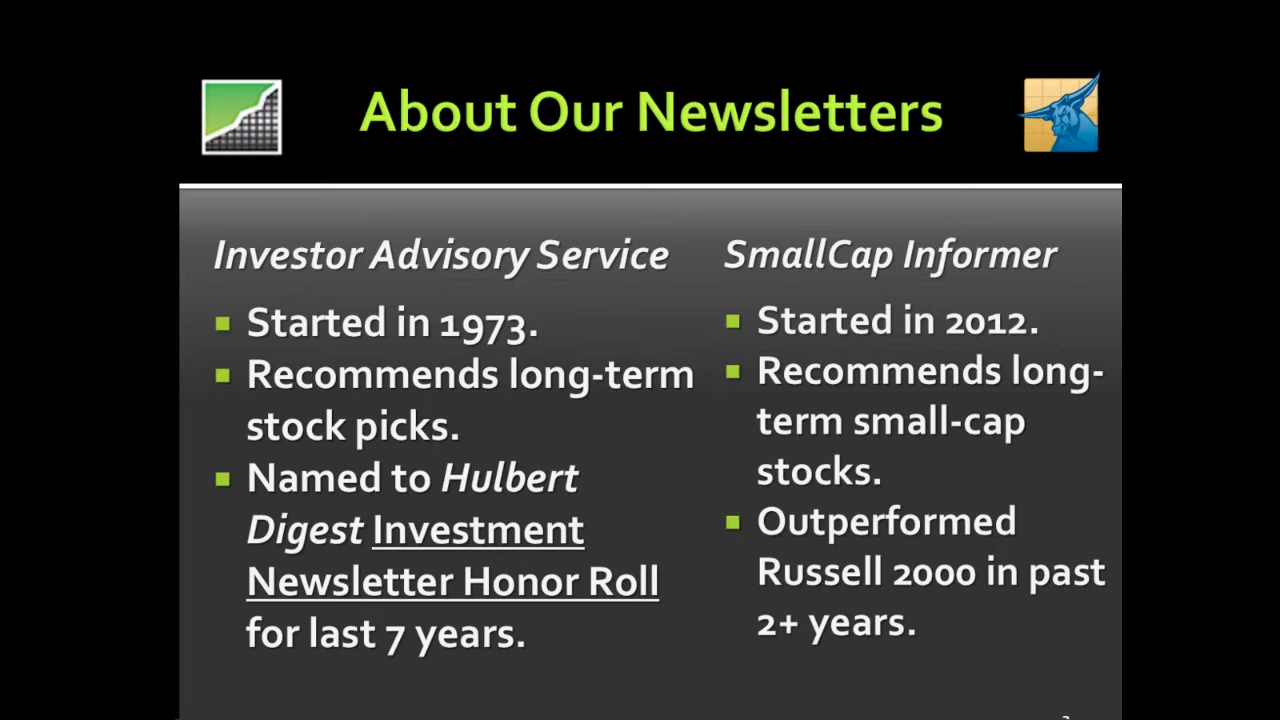 About Our Newsletters
Investor Advisory Service
Started in 1973.
Recommends long-term
stock picks.
Named to Hulbert
Digest Investment
Newsletter Honor Roll
for last 7 years.
SmallCap Informer
Started in 2012.
Recommends long-
term small-cap
stocks.
Outperformed
Russell 2000 in past
2+ years.